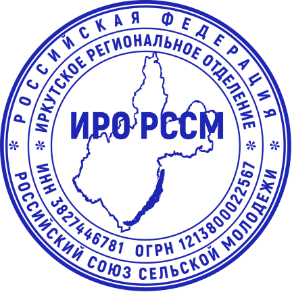 * РОССИЙСКАЯ ФЕДЕРАЦИЯ *
РОССИЙСКИЙ СОЮЗ СЕЛЬСКОЙ МОЛОДЕЖИ
* ИРКУТСКОЕ РЕГИОНАЛЬНОЕ ОТДЕЛЕНИЕ *
ИНН 3827446781 ОГРН 1213800022567
ИРО РССМ